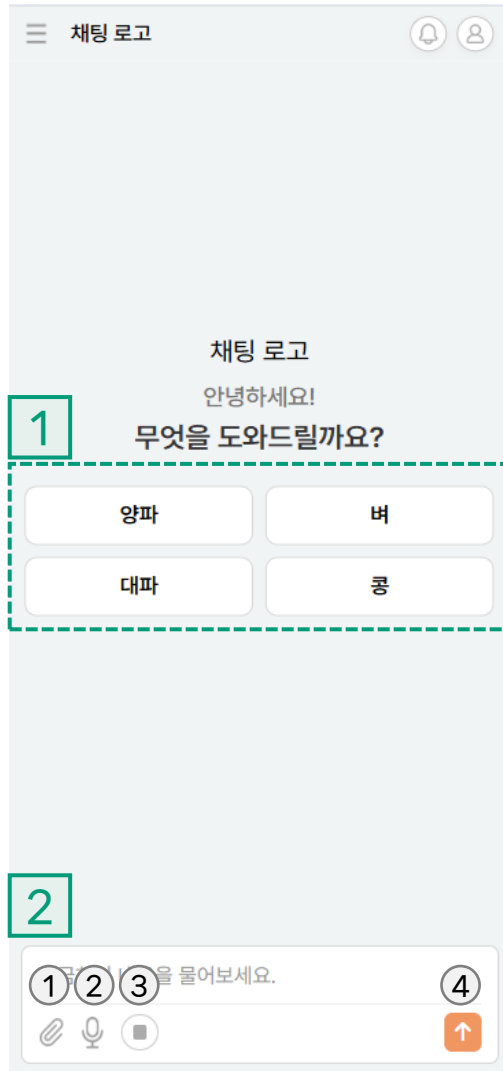 채팅 로고
채팅 로고
안녕하세요!
1
무엇을 도와드릴까요?
양파 벼
대파 콩
2
물어보세요.
1 2 3 4